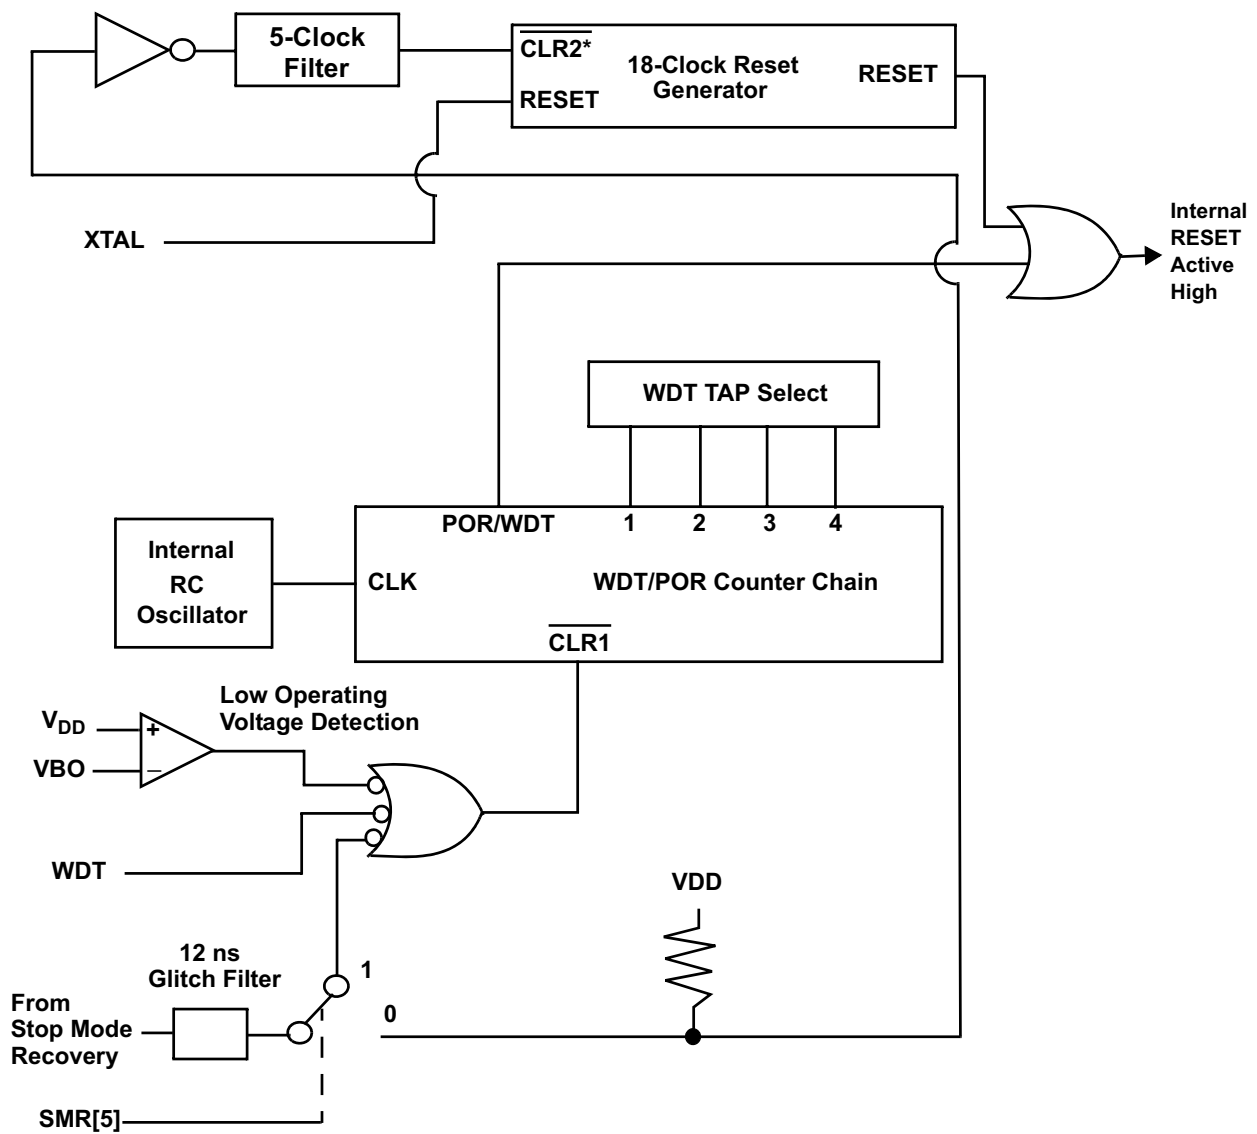 5-Clock
Filter
CLR2*
18-Clock Reset
Generator
RESET
RESET
XTAL
Internal
RESET
Active
High
WDT TAP Select
POR/WDT
1
2
3
4
Internal
RC
Oscillator
CLK
WDT/POR Counter Chain
CLR1
Low Operating
Voltage Detection
VDD
+
VBO
−
WDT
VDD
12 ns
Glitch Filter
1
0
From
Stop Mode
Recovery
SMR[5]